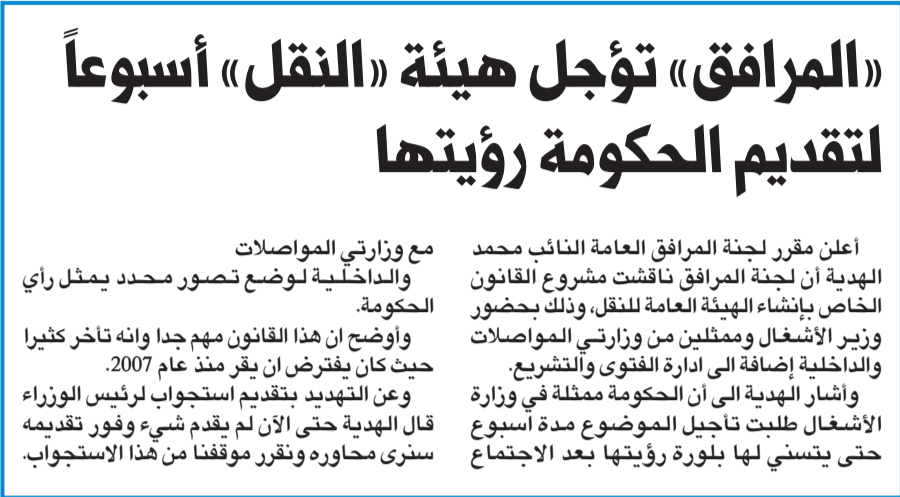 «المرافق» تؤجل هيئة «النقل» أسبوعاً
لتقديم الحكومة رؤيتها
أعلن مقرر لجنة المرافق العامة النائب محمد
الهدية أن لجنة المرافق ناقشت مشروع القانون
الخاص بإنشاء الهيئة العامة للنقل، وذلك بحضور
وزير الأشغال وممثلين من وزارتي المواصلات
والداخلية إضافة الى ادارة الفتوى والتشريع.
وأشار الهدية الى أن الحكومة ممثلة في وزارة
الأشغال طلبت تأجيل الموضوع مدة اسبوع
حتى يتسني لها بلورة رؤيتها بعد الاجتماع
مع وزارتي المواصلات
والداخلية لوضع تصور محدد يمثل رأي
الحكومة.
وأوضح ان هذا القانون مهم جدا وانه تأخر كثيرا
حيث كان يفترض ان يقر منذ عام 2007.
وعن التهديد بتقديم استجواب لرئيس الوزراء
قال الهدية حتى الآن لم يقدم شيء وفور تقديمه
سنرى محاوره ونقرر موقفنا من هذا الاستجواب.